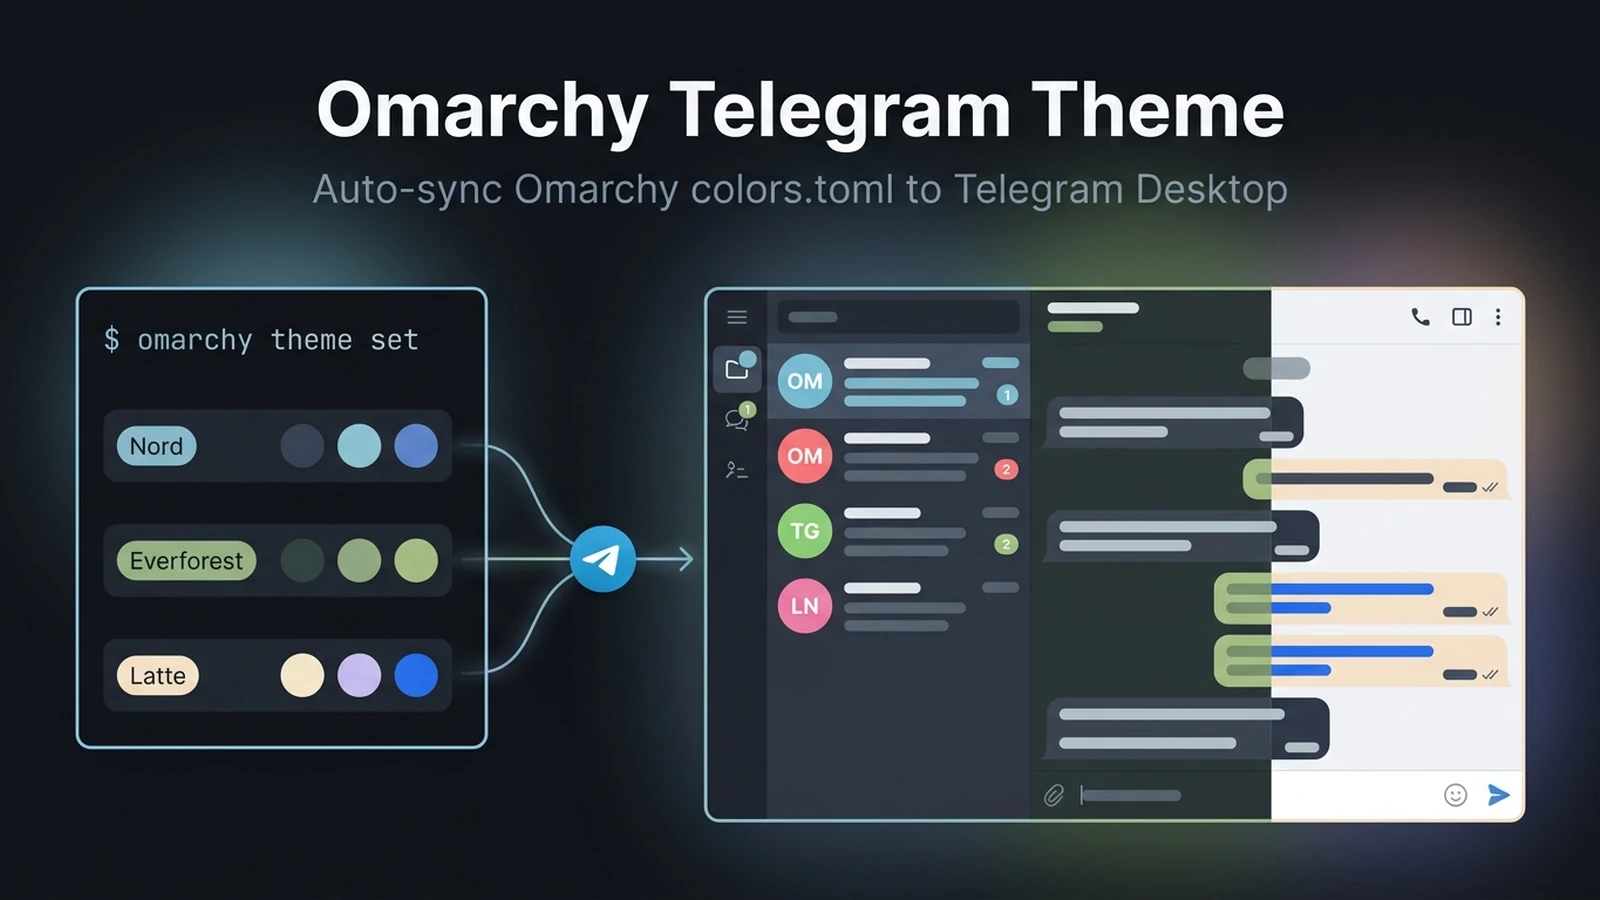 Omarchy Telegram Theme
Auto-sync Omarchy colors.toml to Telegram Desktop
$ omarchy theme set
Nord
Everforest
Latte
1
OM
1
OM
2
TG
2
LN